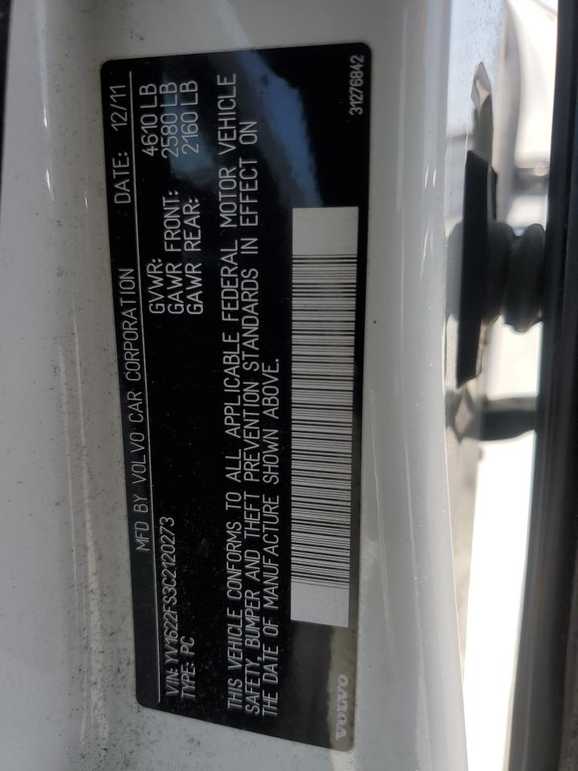 MFD BY VOLVO CAR CORPORATION DATE: 12/11
VIN: YV1622FS3C2120273
TYPE: PC
GVWR: 4610 LB
GAWR FRONT: 2580 LB
GAWR REAR: 2160 LB
THIS VEHICLE CONFORMS TO ALL APPLICABLE FEDERAL MOTOR VEHICLE
SAFETY, BUMPER AND THEFT PREVENTION STANDARDS IN EFFECT ON
THE DATE OF MANUFACTURE SHOWN ABOVE.
VOLVO
31276842